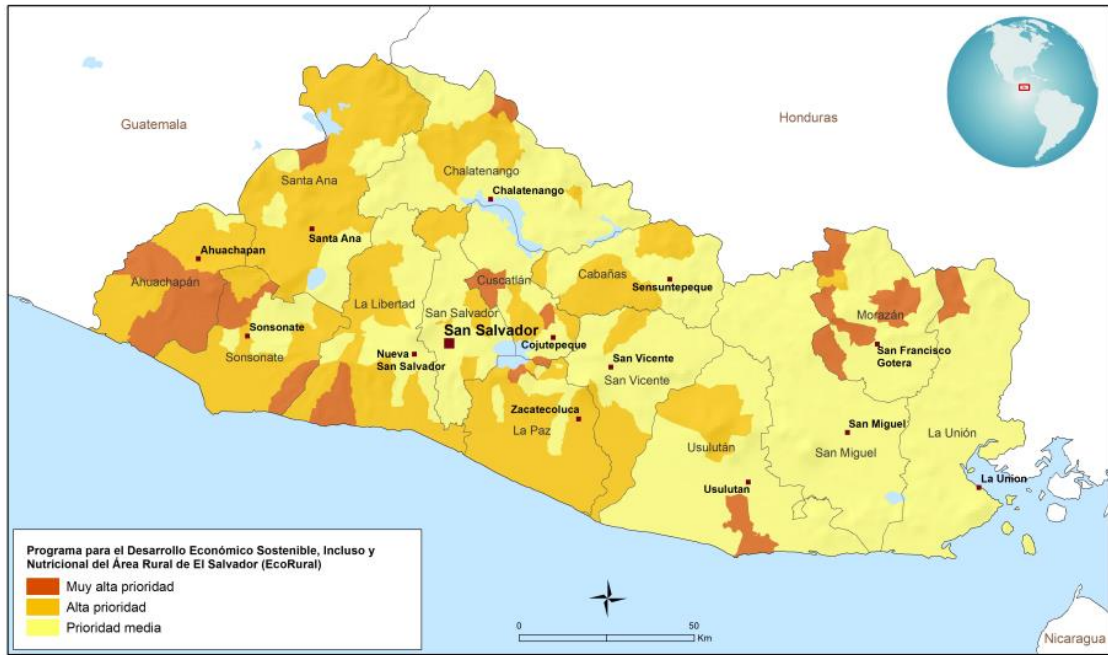 Guatemala
Honduras
Santa Ana
Chalatenango
Chalatenango
Santa Ana
Ahuachapan
Ahuachapán
Cuscatlán
Cabañas
Sensuntepeque
La Libertad
San Salvador
San Salvador
Morazán
Sonsonate
Sonsonate
Cojutepeque
San Francisco
Gotera
Nueva
San Salvador
San Vicente
San Vicente
Zacatecoluca
La Paz
Usulután
San Miguel
San Miguel
La Unión
Usulutan
La Union
Programa para el Desarrollo Económico Sostenible, Incluso y
Nutricional del Área Rural de El Salvador (EcoRural)
Muy alta prioridad
Alta prioridad
Prioridad media
0
50
Km
Nicaragua